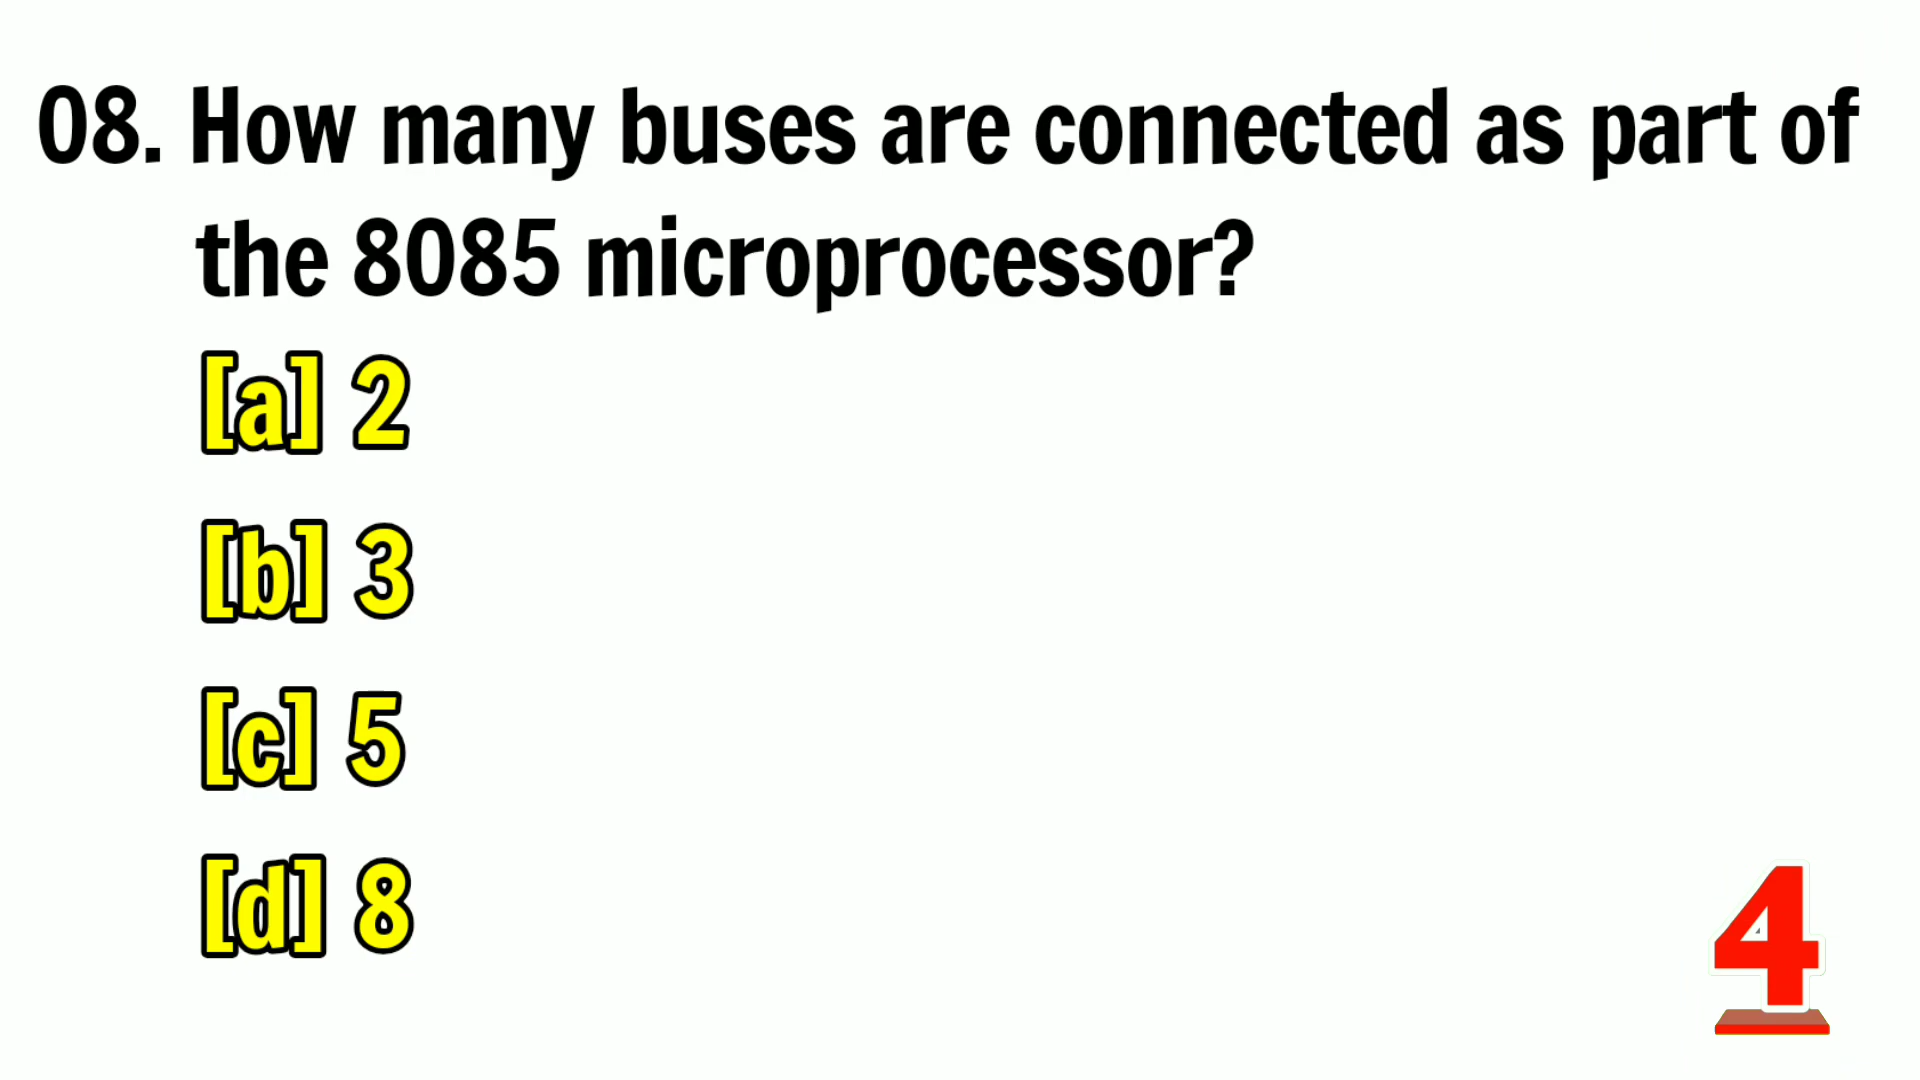 08. How many buses are connected as part of
the 8085 microprocessor?
[a] 2
[b] 3
[c] 5
[d] 8
4